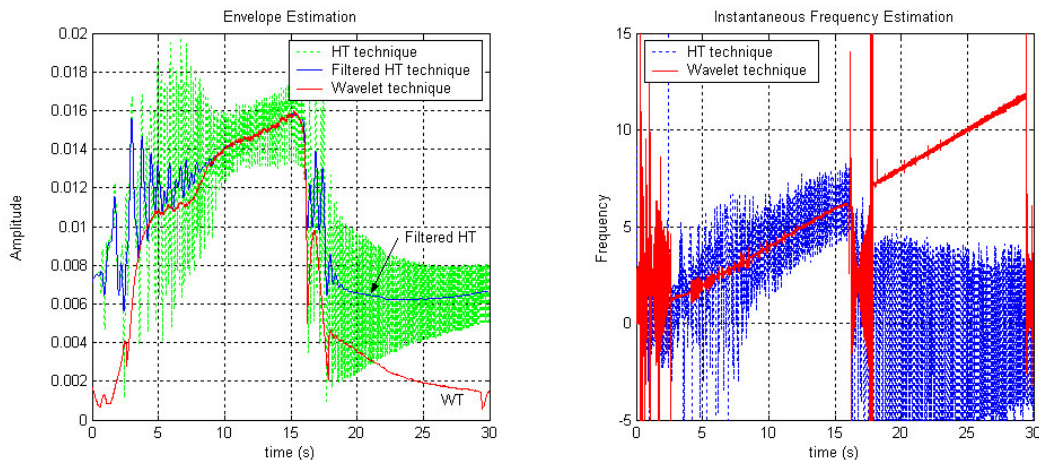 Envelope Estimation
0.02
0.018
0.016
0.014
0.012
0.01
0.008
0.006
0.004
0.002
0
Amplitude
HT technique
Filtered HT technique
Wavelet technique
Filtered HT
WT
0 5 10 15 20 25 30
time (s)
Instantaneous Frequency Estimation
15
10
5
0
-5
Frequency
HT technique
Wavelet technique
0 5 10 15 20 25 30
time (s)